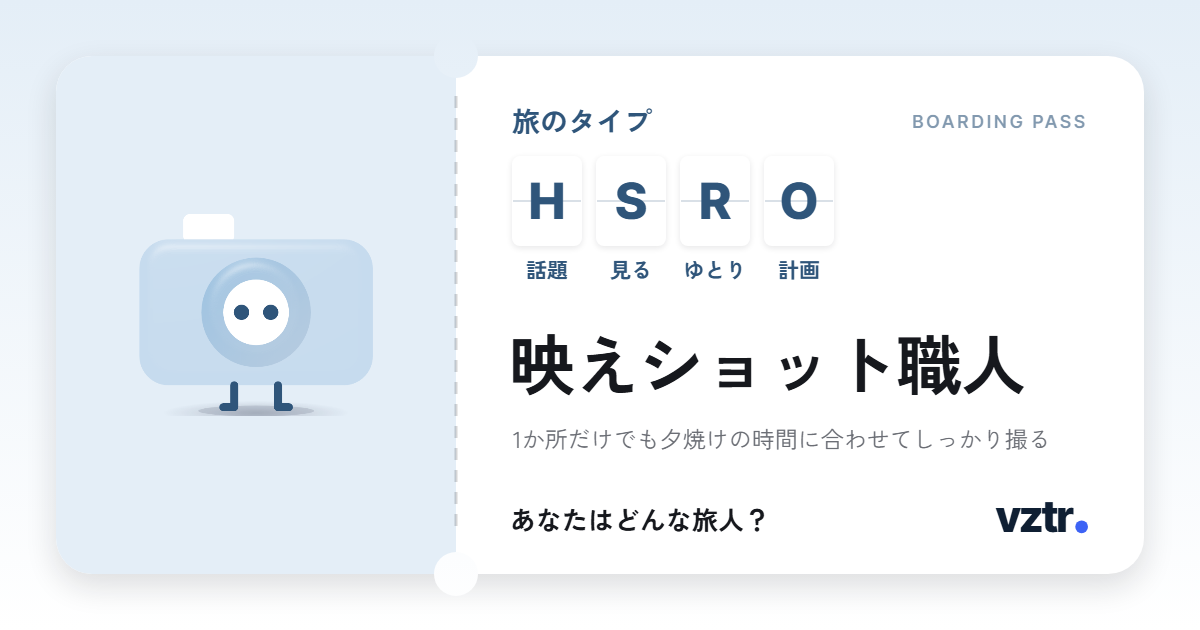 旅のタイプ
BOARDING PASS
H S R O
話題 見る ゆとり 計画
映えショット職人
1か所だけでも夕焼けの時間に合わせてしっかり撮る
あなたはどんな旅人？
vztr.